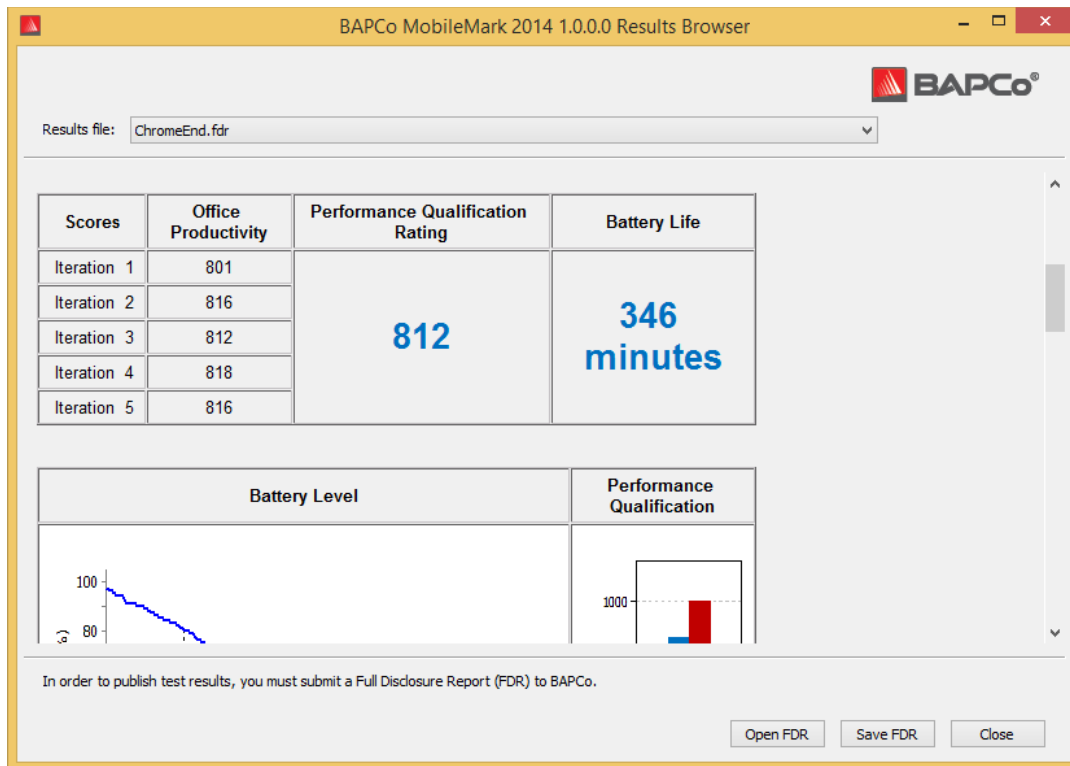 BAPCo MobileMark 2014 1.0.0.0 Results Browser
BAPCo®
Results file: ChromeEnd.fdr
Scores Office Productivity Performance Qualification Rating Battery Life
Iteration 1 801
Iteration 2 816
Iteration 3 812
Iteration 4 818
Iteration 5 816
812
346
minutes
Battery Level
Performance
Qualification
100
80
1000
In order to publish test results, you must submit a Full Disclosure Report (FDR) to BAPCo.
Open FDR Save FDR Close